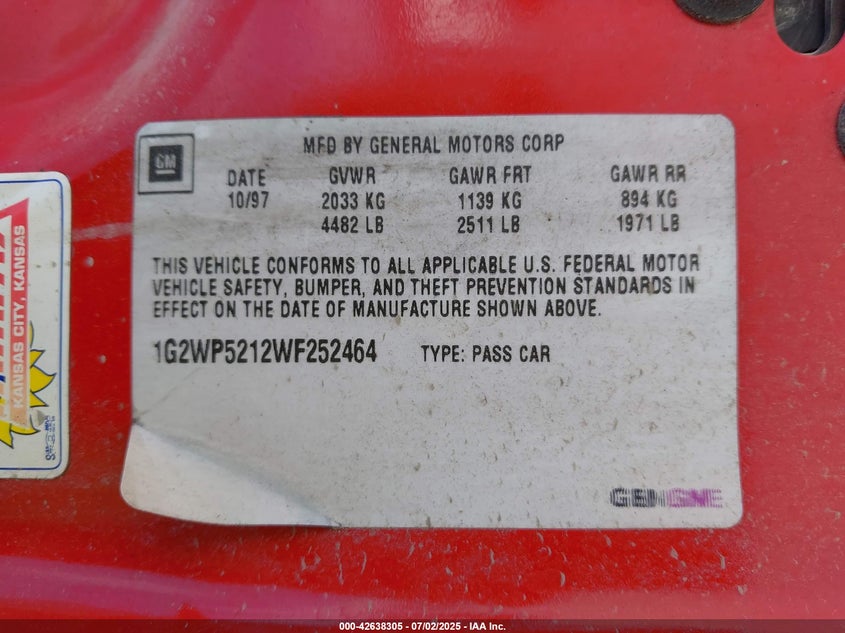 GM
MFD BY GENERAL MOTORS CORP
DATE GVWR GAWR FRT GAWR RR
10/97 2033 KG 1139 KG 894 KG
4482 LB 2511 LB 1971 LB
THIS VEHICLE CONFORMS TO ALL APPLICABLE U.S. FEDERAL MOTOR
VEHICLE SAFETY, BUMPER, AND THEFT PREVENTION STANDARDS IN
EFFECT ON THE DATE OF MANUFACTURE SHOWN ABOVE.
1G2WP5212WF252464 TYPE: PASS CAR
KANSAS CITY, KANSAS
000-42638305 - 07/02/2025 - IAA Inc.